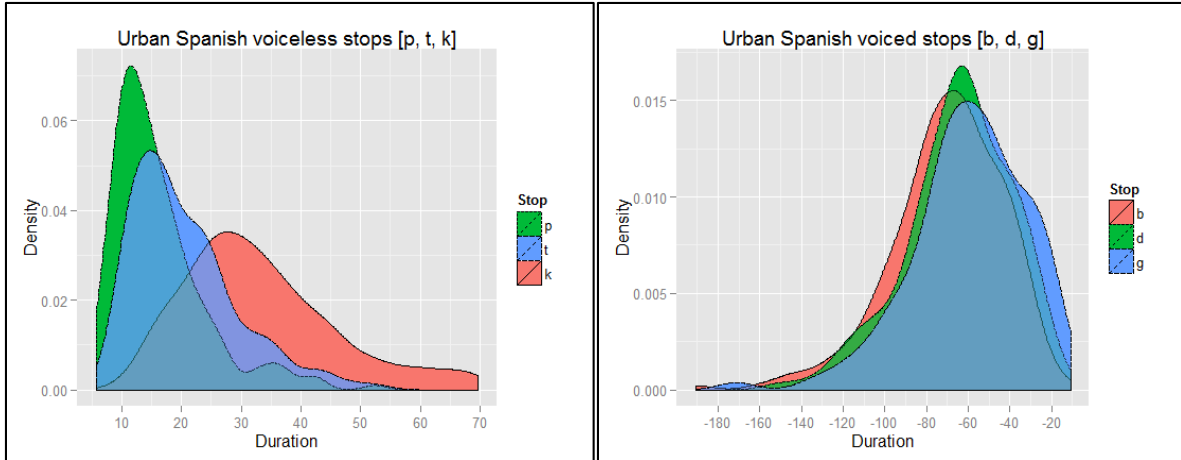 Urban Spanish voiceless stops [p, t, k]
Density
0.06
0.04
0.02
0.00
10 20 30 40 50 60 70
Duration
Stop
p
t
k
Urban Spanish voiced stops [b, d, g]
Density
0.015
0.010
0.005
0.000
-180 -160 -140 -120 -100 -80 -60 -40 -20
Duration
Stop
b
d
g